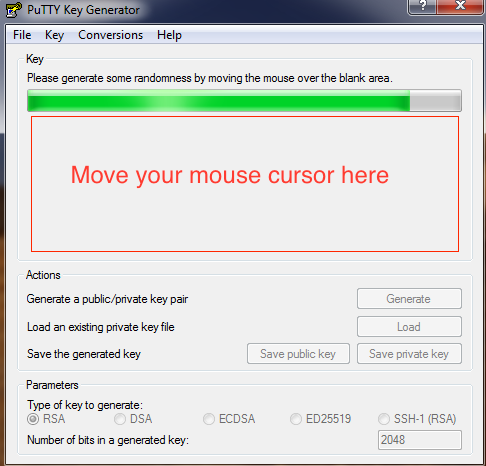 PuTTY Key Generator
File Key Conversions Help
Key
Please generate some randomness by moving the mouse over the blank area.
Move your mouse cursor here
Actions
Generate a public/private key pair
Generate
Load an existing private key file
Load
Save the generated key
Save public key
Save private key
Parameters
Type of key to generate:
RSA DSA ECDSA ED25519 SSH-1 (RSA)
Number of bits in a generated key:
2048